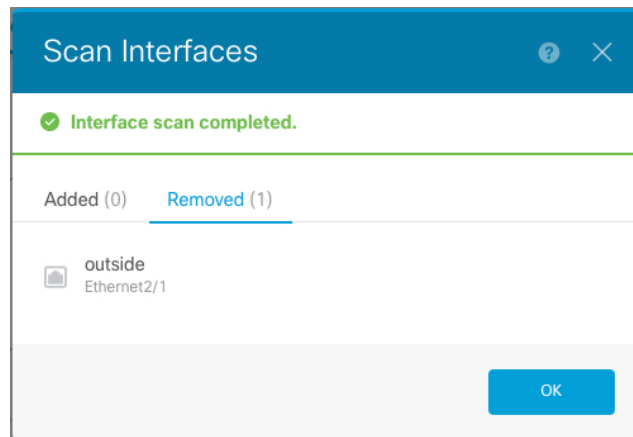 Scan Interfaces
Interface scan completed.
Added (0) Removed (1)
outside
Ethernet2/1
OK